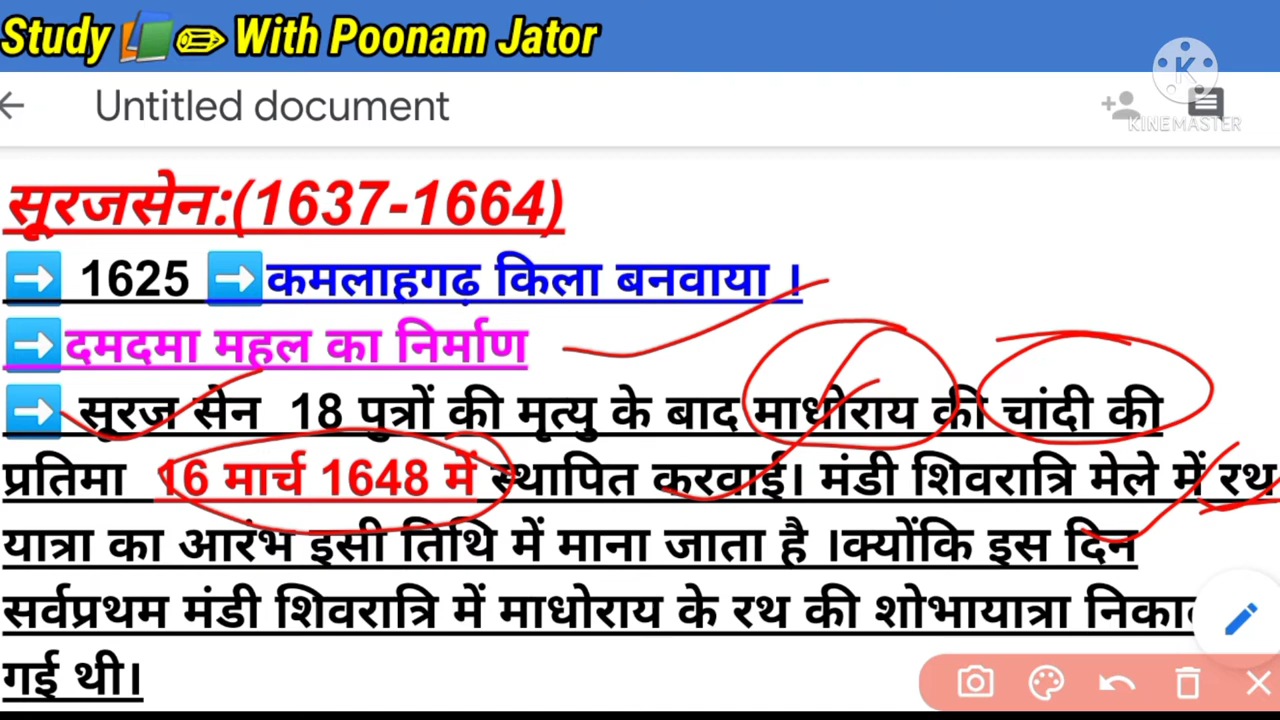 Study With Poonam Jator
Untitled document
KINEMASTER
सूरजसेन:(1637-1664)
1625 कमलाहगढ़ किला बनवाया ।
दमदमा महल का निर्माण
सूरज सेन 18 पुत्रों की मृत्यु के बाद माधोराय की चांदी की
प्रतिमा 16 मार्च 1648 में स्थापित करवाई। मंडी शिवरात्रि मेले में रथ
यात्रा का आरंभ इसी तिथि में माना जाता है ।क्योंकि इस दिन
सर्वप्रथम मंडी शिवरात्रि में माधोराय के रथ की शोभायात्रा
गई थी।